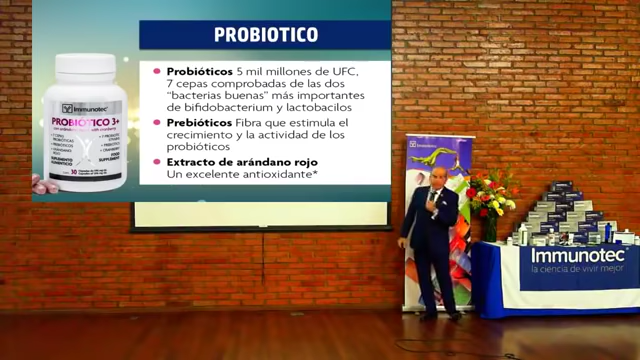 PROBIOTICO
Probióticos 5 mil millones de UFC,
7 cepas comprobadas de las dos
"bacterias buenas" más importantes
de bifidobacterium y lactobacilos
Prebióticos Fibra que estimula el
crecimiento y la actividad de los
probióticos
Extracto de arándano rojo
Un excelente antioxidante*
Immunotec
PROBIOTICO 3+
30
Immunotec
la ciencia de vivir mejor